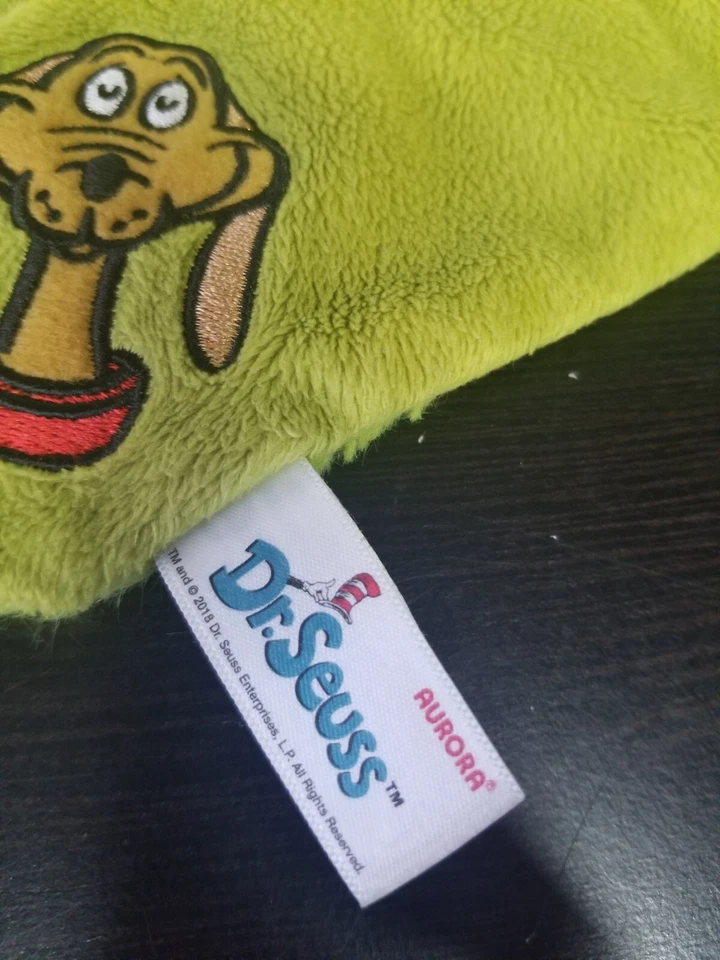 Dr. Seuss™
AURORA®
TM and © 2018 Dr. Seuss Enterprises, L.P. All Rights Reserved.